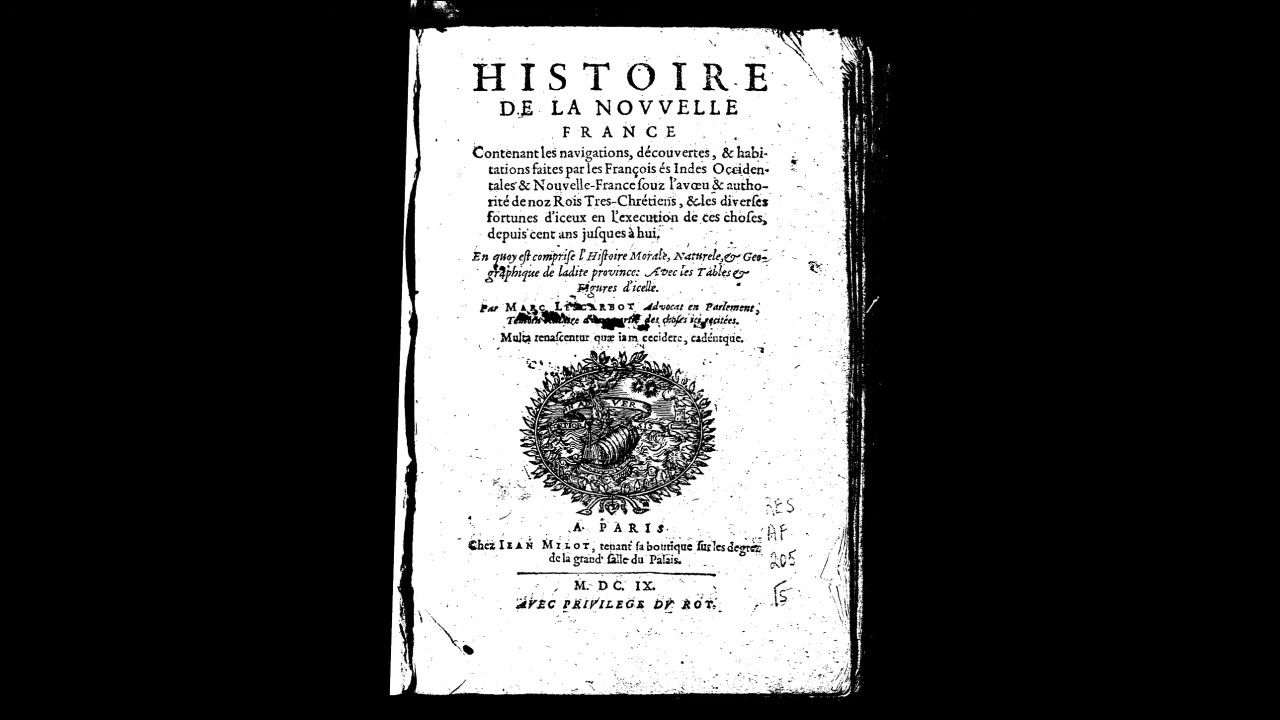 HISTOIRE
DE LA NOVVELLE
FRANCE
Contenant les navigations, découvertes, & habi-
tations faites par les François és Indes Occiden-
tales & Nouvelle-France souz l'avœu & autho-
rité de noz Rois Tres-Chrétiens, & les diverses
fortunes d'iceux en l'execution de ces choses,
depuis cent ans jusques à hui.
En quoy est comprise l'Histoire Morale, Naturele, & Geo-
graphique de ladite province: Avec les Tables &
Figures d'icelle.
Par MARC LESCARBOT Advocat en Parlement,
Témoin des choses ici recitées.
Multa renascentur quæ iam cecidere, cadéntque.
VER
A PARIS
Chez IEAN MILOT, tenant sa boutique sur les degrez
de la grand' salle du Palais.
M. DC. IX.
AVEC PRIVILEGE DV ROY.
RES
AF
205
15